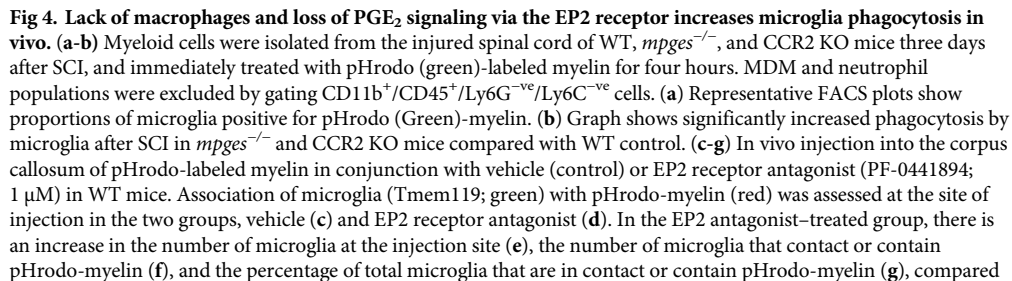 Fig 4. Lack of macrophages and loss of PGE₂ signaling via the EP2 receptor increases microglia phagocytosis in
vivo. (a-b) Myeloid cells were isolated from the injured spinal cord of WT, mpges⁻/⁻, and CCR2 KO mice three days
after SCI, and immediately treated with pHrodo (green)-labeled myelin for four hours. MDM and neutrophil
populations were excluded by gating CD11b⁺/CD45⁺/Ly6G⁻ᵛᵉ/Ly6C⁻ᵛᵉ cells. (a) Representative FACS plots show
proportions of microglia positive for pHrodo (Green)-myelin. (b) Graph shows significantly increased phagocytosis by
microglia after SCI in mpges⁻/⁻ and CCR2 KO mice compared with WT control. (c-g) In vivo injection into the corpus
callosum of pHrodo-labeled myelin in conjunction with vehicle (control) or EP2 receptor antagonist (PF-0441894;
1 μM) in WT mice. Association of microglia (Tmem119; green) with pHrodo-myelin (red) was assessed at the site of
injection in the two groups, vehicle (c) and EP2 receptor antagonist (d). In the EP2 antagonist–treated group, there is
an increase in the number of microglia at the injection site (e), the number of microglia that contact or contain
pHrodo-myelin (f), and the percentage of total microglia that are in contact or contain pHrodo-myelin (g), compared